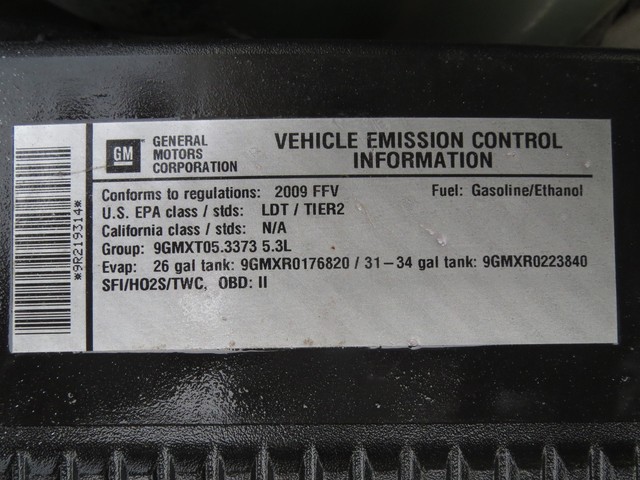 *9R219314*
GM
GENERAL
MOTORS
CORPORATION
VEHICLE EMISSION CONTROL
INFORMATION
Conforms to regulations: 2009 FFV Fuel: Gasoline/Ethanol
U.S. EPA class / stds: LDT / TIER2
California class / stds: N/A
Group: 9GMXT05.3373 5.3L
Evap: 26 gal tank: 9GMXR0176820 / 31-34 gal tank: 9GMXR0223840
SFI/HO2S/TWC, OBD: II